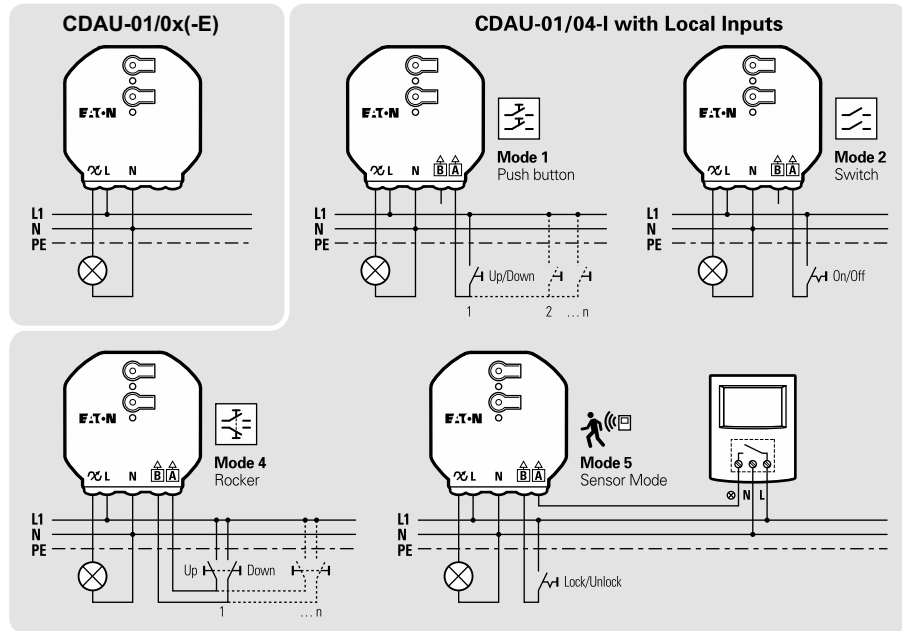 CDAU-01/0x(-E)
E·T·N
L N
L1
N
PE
CDAU-01/04-I with Local Inputs
E·T·N
L N B A
Mode 1
Push button
L1
N
PE
Up/Down
1 2 ... n
E·T·N
L N B A
Mode 2
Switch
L1
N
PE
On/Off
E·T·N
L N B A
Mode 4
Rocker
L1
N
PE
Up Down
1 ... n
E·T·N
L N B A
Mode 5
Sensor Mode
N L
L1
N
PE
Lock/Unlock